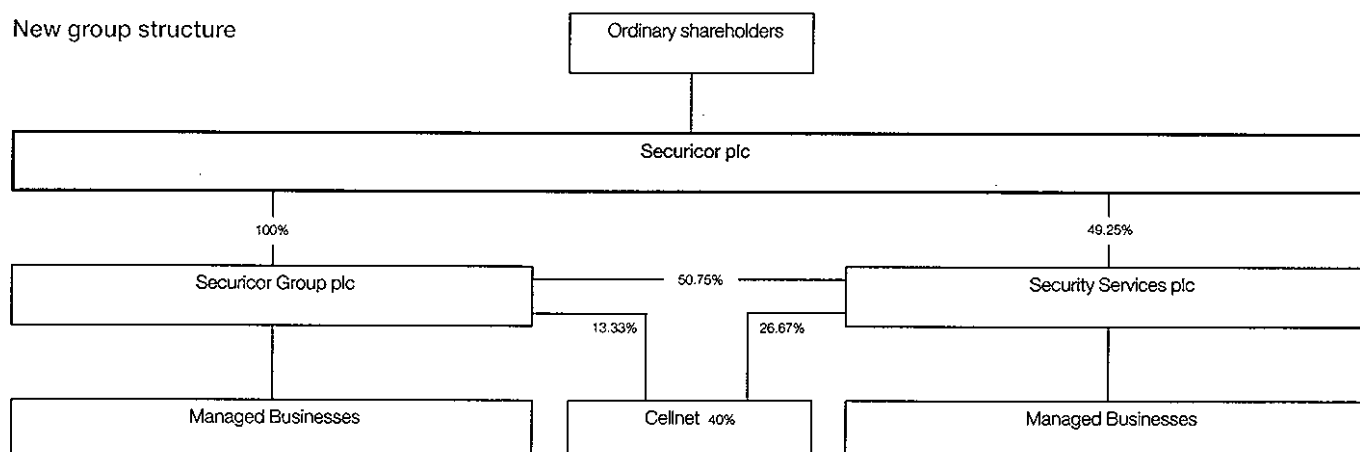 New group structure
Ordinary shareholders
Securicor plc
100%
49.25%
Securicor Group plc
50.75%
Security Services plc
13.33%
26.67%
Managed Businesses
Cellnet 40%
Managed Businesses